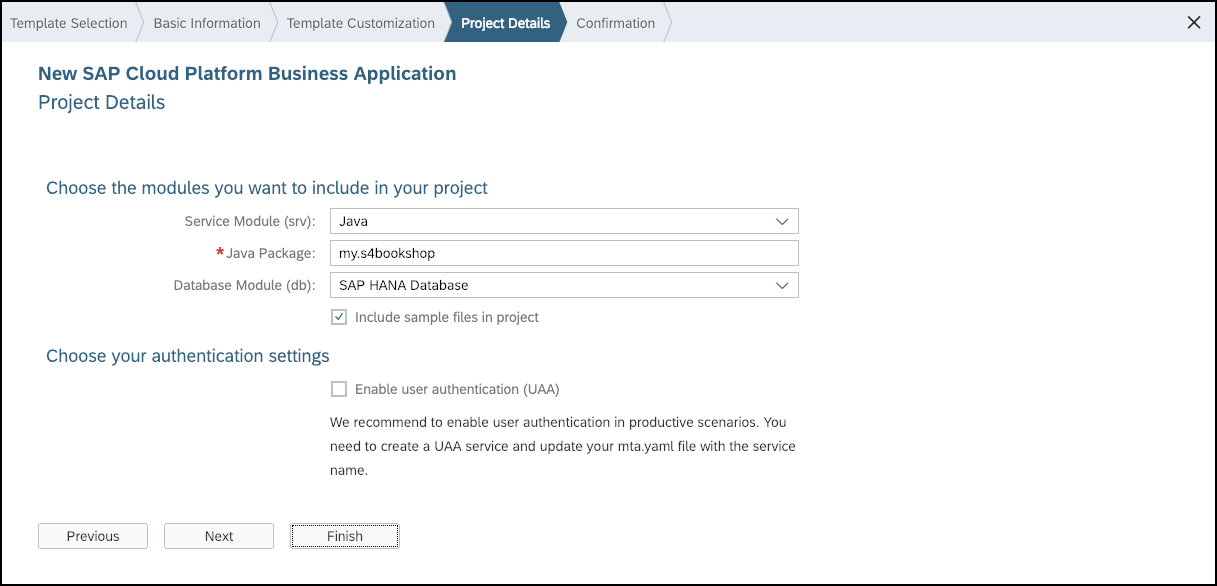 Template Selection
Basic Information
Template Customization
Project Details
Confirmation
New SAP Cloud Platform Business Application
Project Details
Choose the modules you want to include in your project
Service Module (srv): Java
*Java Package: my.s4bookshop
Database Module (db): SAP HANA Database
Include sample files in project
Choose your authentication settings
Enable user authentication (UAA)
We recommend to enable user authentication in productive scenarios. You
need to create a UAA service and update your mta.yaml file with the service
name.
Previous
Next
Finish